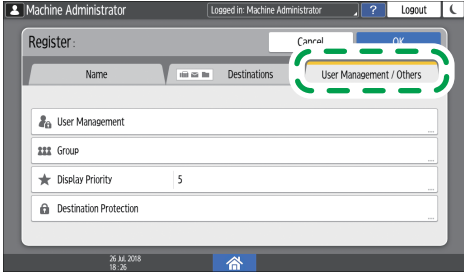 Machine Administrator
Logged in: Machine Administrator
?
Logout
Register :
Cancel
OK
Name
Destinations
User Management / Others
User Management
...
Group
...
Display Priority
5
...
Destination Protection
...
26 Jul. 2018
18 : 26